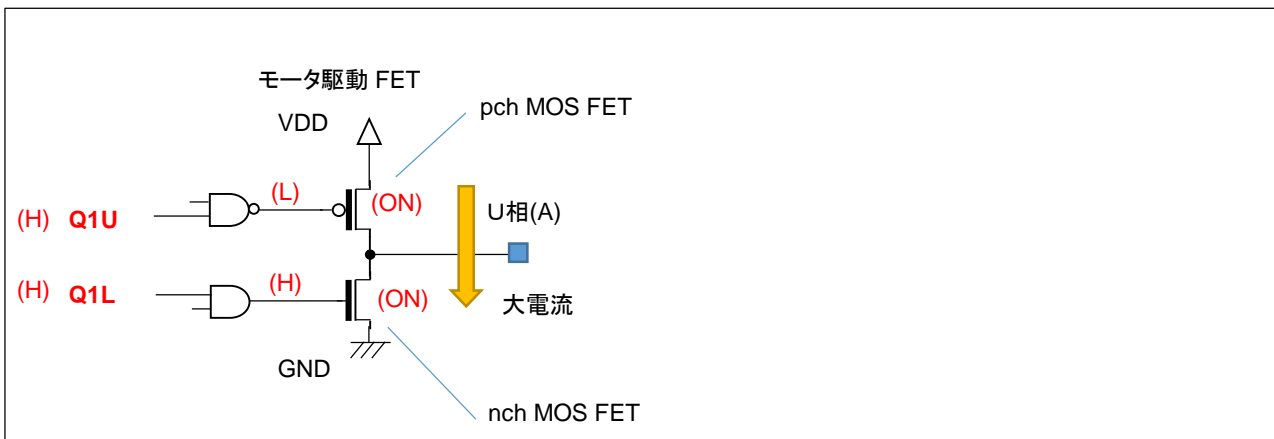 モータ駆動 FET
VDD
pch MOS FET
(L)
(ON)
(H) Q1U
U相(A)
(H) Q1L
(H)
(ON)
大電流
GND
nch MOS FET